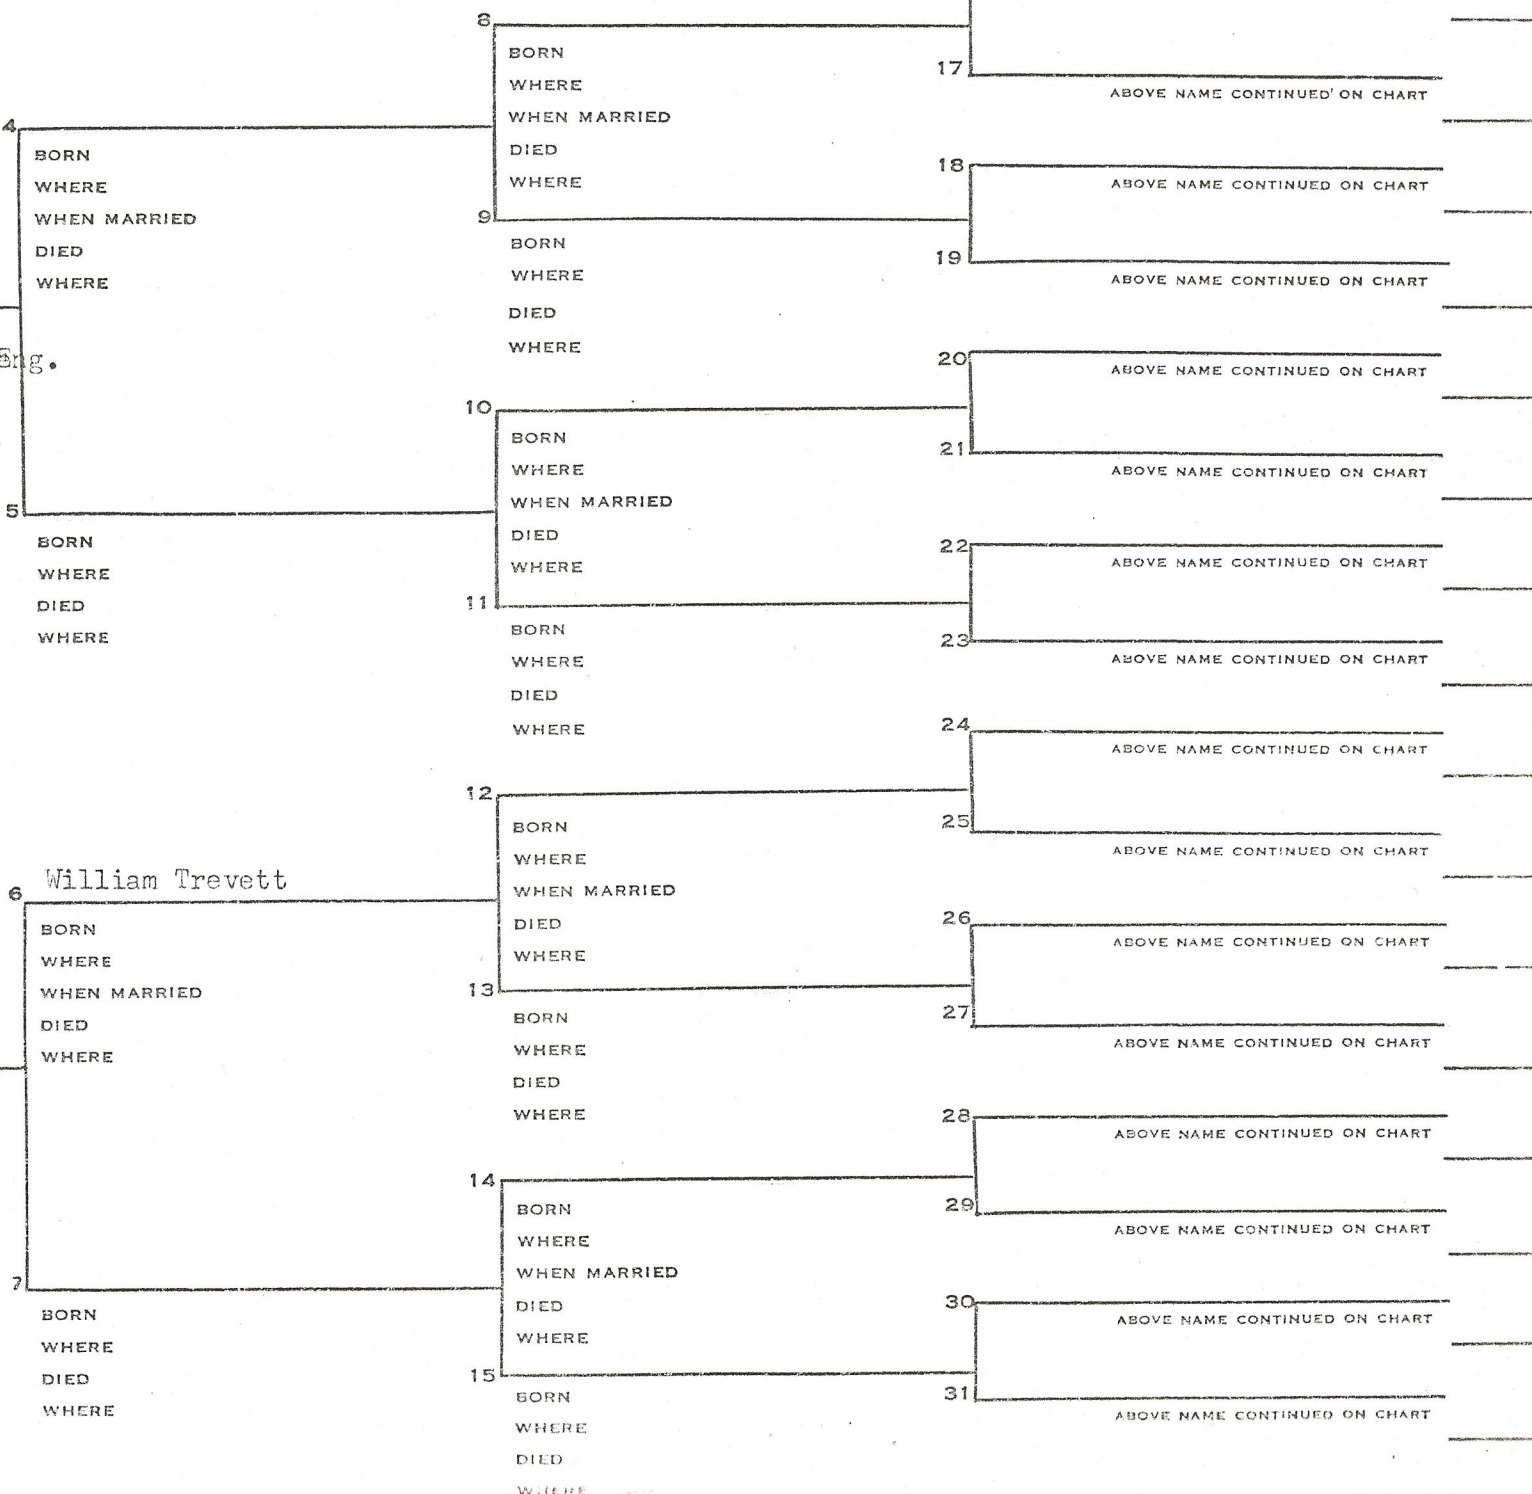 4
BORN
WHERE
WHEN MARRIED
DIED
WHERE
Eng.
5
BORN
WHERE
DIED
WHERE
6 William Trevett
BORN
WHERE
WHEN MARRIED
DIED
WHERE
7
BORN
WHERE
DIED
WHERE
8
BORN
WHERE
WHEN MARRIED
DIED
WHERE
9
BORN
WHERE
DIED
WHERE
10
BORN
WHERE
WHEN MARRIED
DIED
WHERE
11
BORN
WHERE
DIED
WHERE
12
BORN
WHERE
WHEN MARRIED
DIED
WHERE
13
BORN
WHERE
DIED
WHERE
14
BORN
WHERE
WHEN MARRIED
DIED
WHERE
15
BORN
WHERE
DIED
WHERE
17
ABOVE NAME CONTINUED ON CHART
18
ABOVE NAME CONTINUED ON CHART
19
ABOVE NAME CONTINUED ON CHART
20
ABOVE NAME CONTINUED ON CHART
21
ABOVE NAME CONTINUED ON CHART
22
ABOVE NAME CONTINUED ON CHART
23
ABOVE NAME CONTINUED ON CHART
24
ABOVE NAME CONTINUED ON CHART
25
ABOVE NAME CONTINUED ON CHART
26
ABOVE NAME CONTINUED ON CHART
27
ABOVE NAME CONTINUED ON CHART
28
ABOVE NAME CONTINUED ON CHART
29
ABOVE NAME CONTINUED ON CHART
30
ABOVE NAME CONTINUED ON CHART
31
ABOVE NAME CONTINUED ON CHART